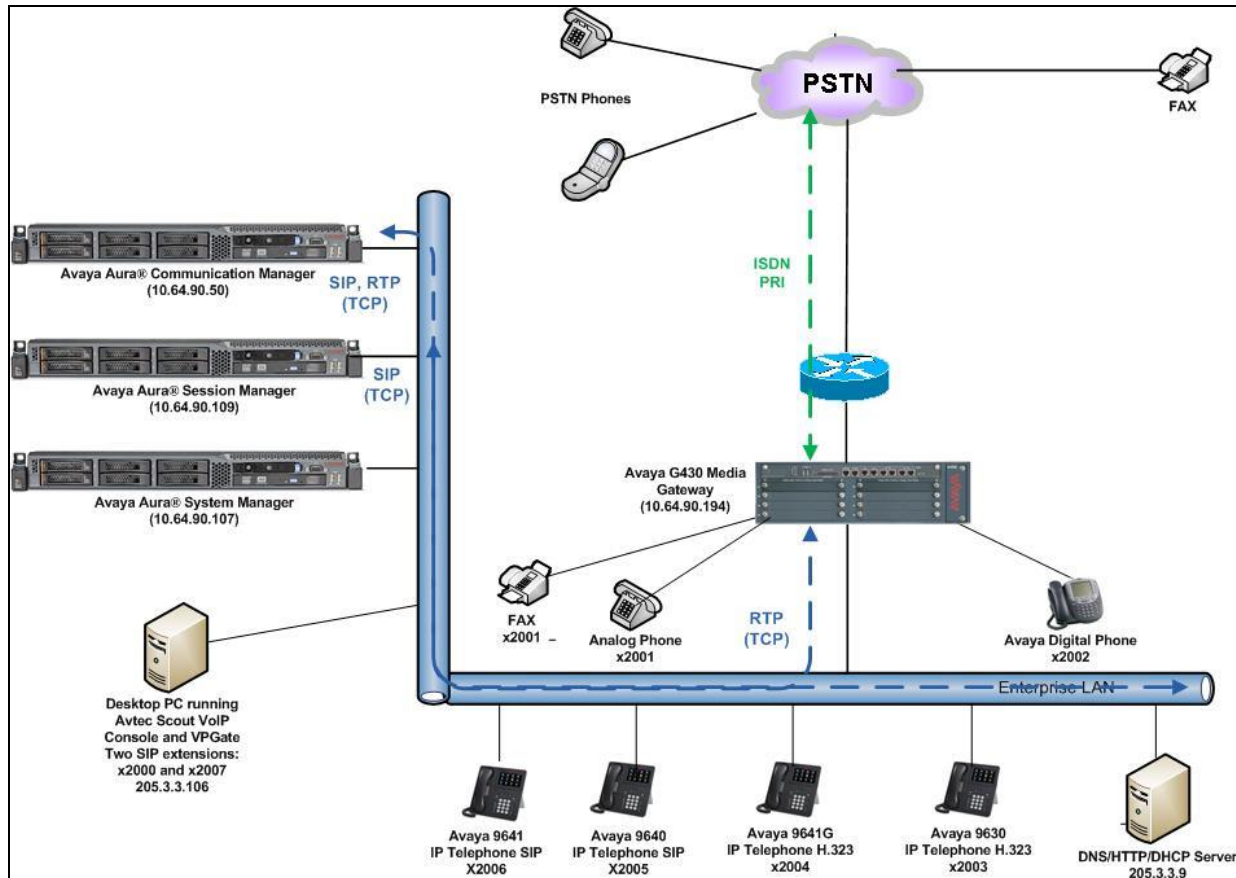 PSTN
PSTN Phones
FAX
Avaya Aura® Communication Manager
(10.64.90.50)
SIP, RTP
(TCP)
ISDN
PRI
Avaya Aura® Session Manager
(10.64.90.109)
SIP
(TCP)
Avaya G430 Media
Gateway
(10.64.90.194)
Avaya Aura® System Manager
(10.64.90.107)
FAX
x2001
Analog Phone
x2001
RTP
(TCP)
Avaya Digital Phone
x2002
Enterprise LAN
Desktop PC running
Avtec Scout VoIP
Console and VPGate
Two SIP extensions:
x2000 and x2007
205.3.3.106
Avaya 9641
IP Telephone SIP
X2006
Avaya 9640
IP Telephone SIP
X2005
Avaya 9641G
IP Telephone H.323
x2004
Avaya 9630
IP Telephone H.323
x2003
DNS/HTTP/DHCP Server
205.3.3.9